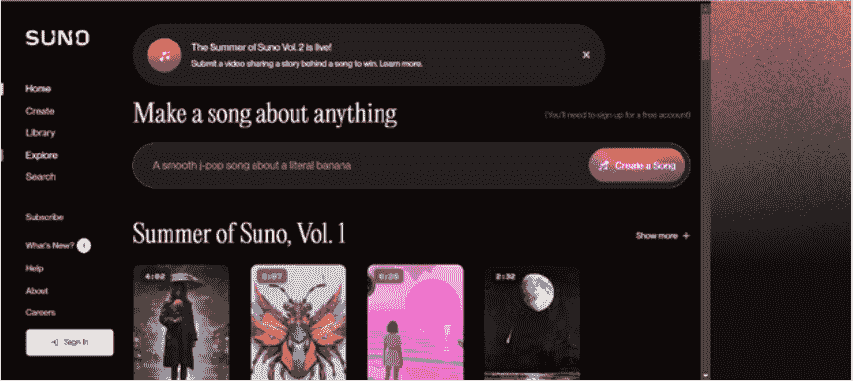 SUNO
The Summer of Suno Vol. 2 is live!
Submit a video sharing a story behind a song to win. Learn more.
Home
Create
Library
Explore
Search
Subscribe
What's New?
Help
About
Careers
Sign In
Make a song about anything
(You'll need to sign up for a free account)
A smooth j-pop song about a literal banana
Create a Song
Summer of Suno, Vol. 1
Show more +
4:02
2:32